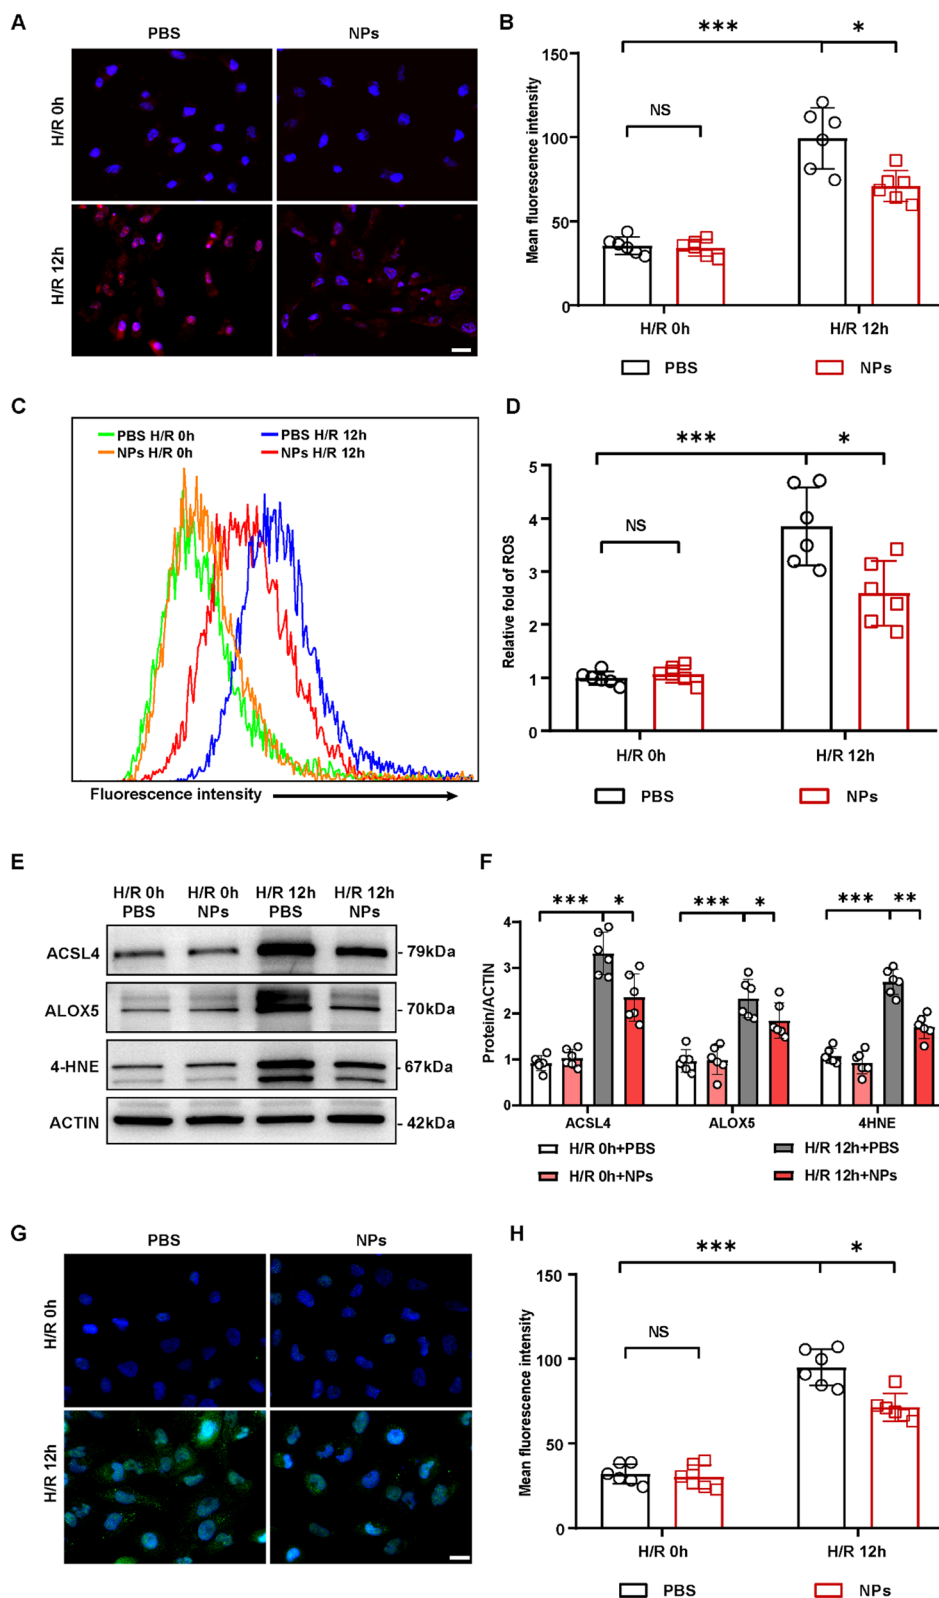 A
PBS
NPs
H/R 0h
H/R 12h
B
***
*
NS
Mean fluorescence intensity
150
100
50
0
H/R 0h
H/R 12h
PBS
NPs
C
PBS H/R 0h
PBS H/R 12h
NPs H/R 0h
NPs H/R 12h
Fluorescence intensity
D
***
*
NS
Relative fold of ROS
5
4
3
2
1
0
H/R 0h
H/R 12h
PBS
NPs
E
H/R 0h H/R 0h H/R 12h H/R 12h
PBS NPs PBS NPs
ACSL4 - 79kDa
ALOX5 - 70kDa
4-HNE - 67kDa
ACTIN - 42kDa
F
*** * *** * *** **
Protein/ACTIN
4
3
2
1
0
ACSL4 ALOX5 4HNE
H/R 0h+PBS H/R 12h+PBS
H/R 0h+NPs H/R 12h+NPs
G
PBS
NPs
H/R 0h
H/R 12h
H
***
*
NS
Mean fluorescence intensity
150
100
50
0
H/R 0h
H/R 12h
PBS
NPs